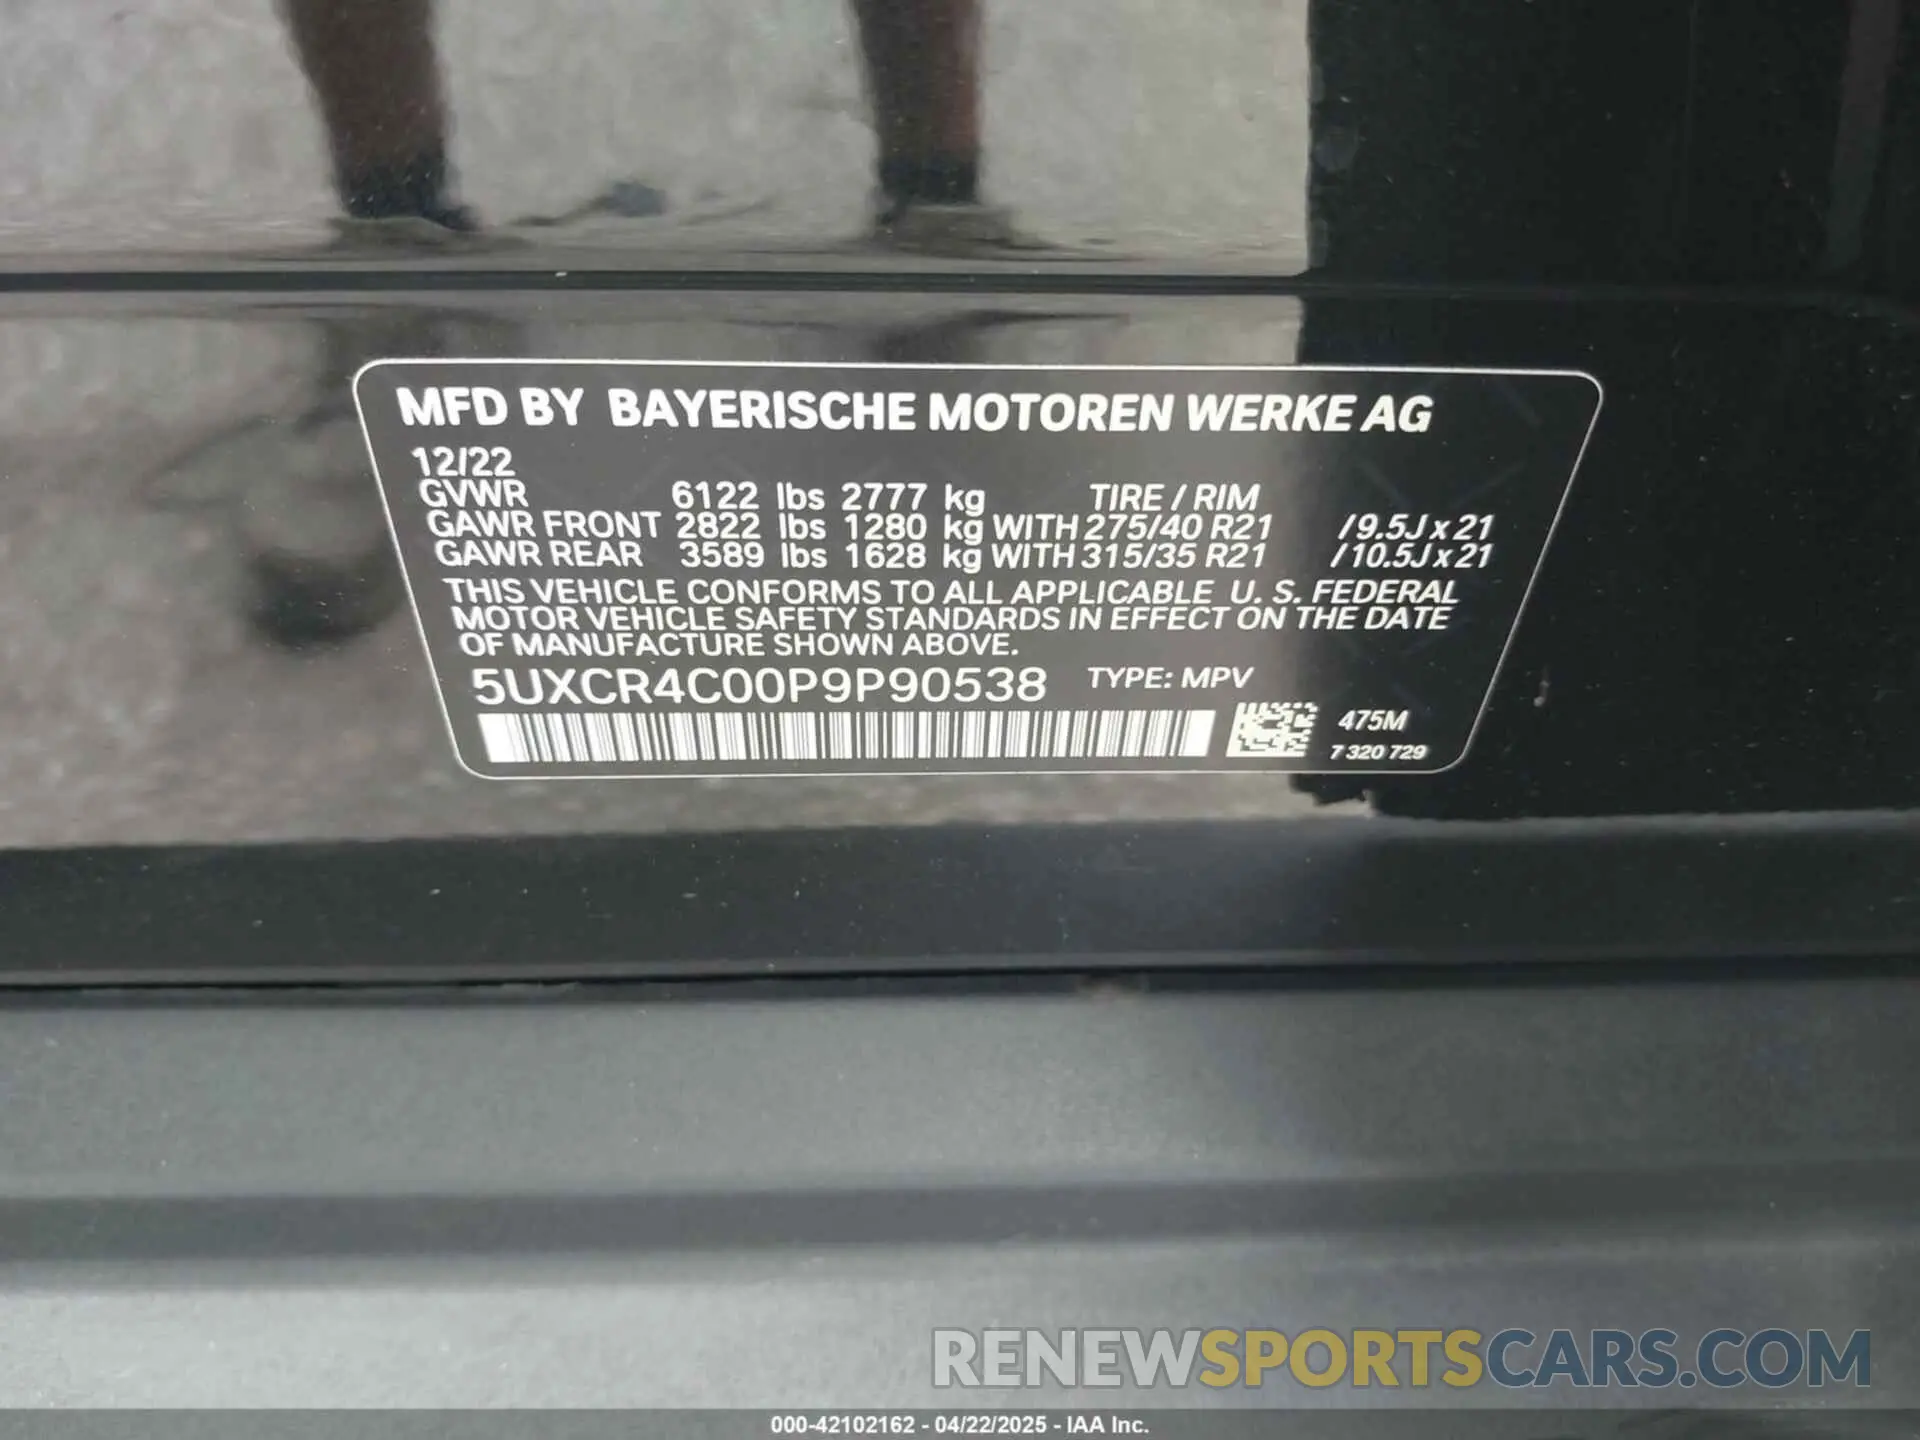 MFD BY BAYERISCHE MOTOREN WERKE AG
12/22
GVWR 6122 lbs 2777 kg TIRE / RIM
GAWR FRONT 2822 lbs 1280 kg WITH 275/40 R21 / 9.5J x 21
GAWR REAR 3589 lbs 1628 kg WITH 315/35 R21 / 10.5J x 21
THIS VEHICLE CONFORMS TO ALL APPLICABLE U. S. FEDERAL
MOTOR VEHICLE SAFETY STANDARDS IN EFFECT ON THE DATE
OF MANUFACTURE SHOWN ABOVE.
5UXCR4C00P9P90538 TYPE: MPV
475M
7 320 729
RENEWSPORTSCARS.COM
000-42102162 - 04/22/2025 - IAA Inc.